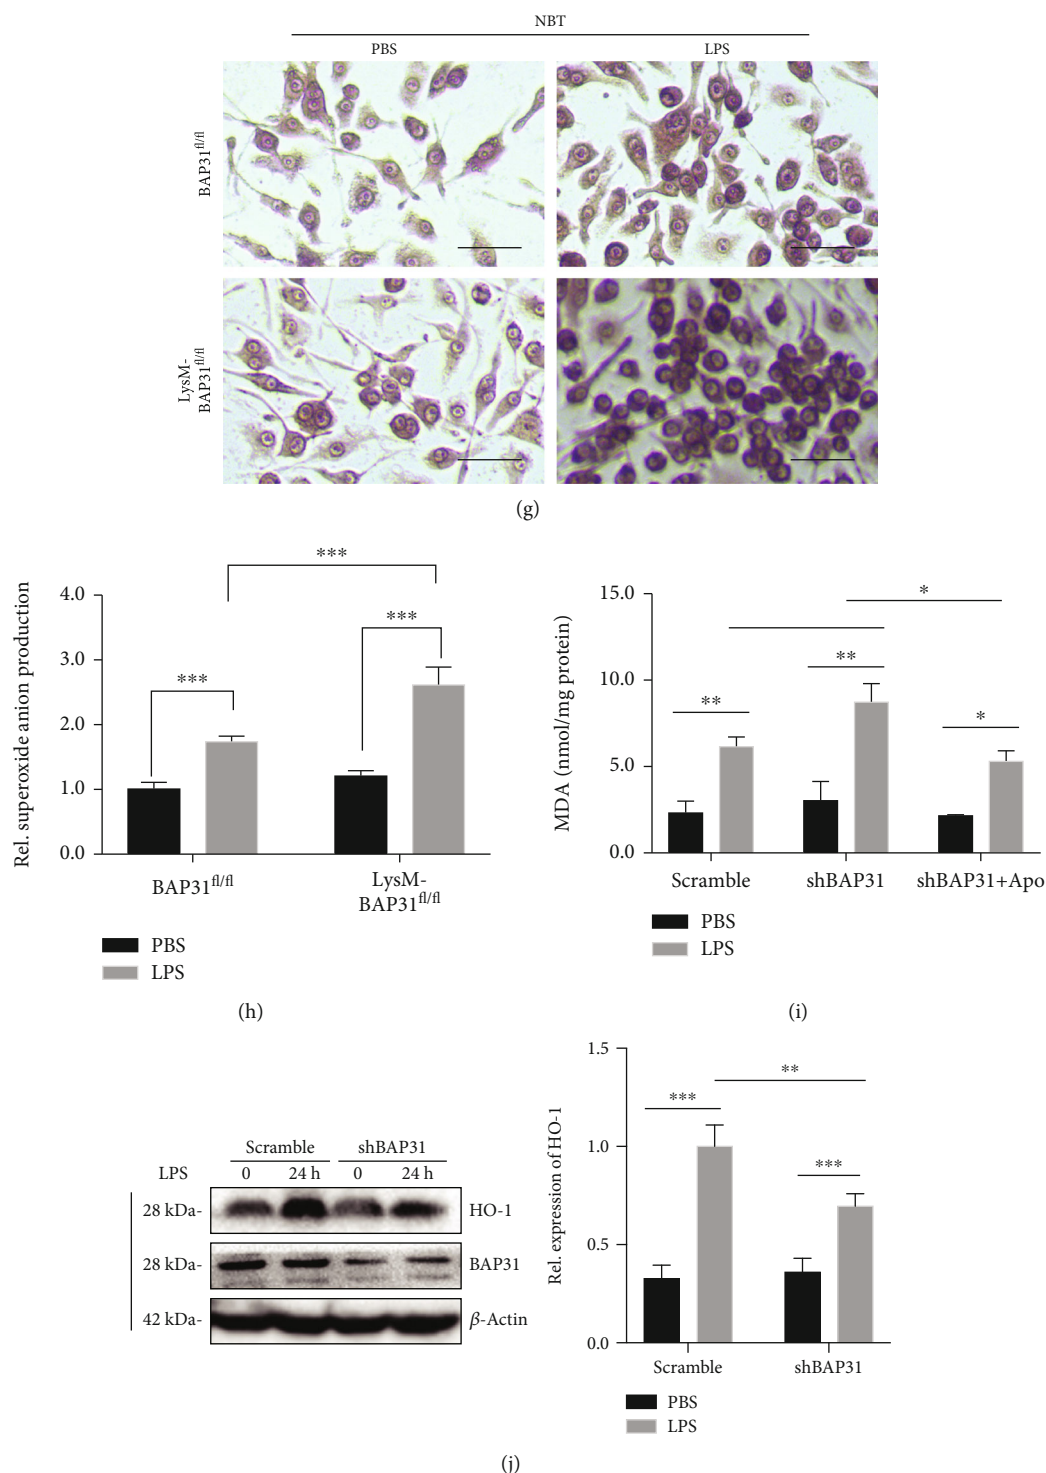 NBT
PBS LPS
BAP31fl/fl
LysM-
BAP31fl/fl
(g)
Rel. superoxide anion production
4.0
3.0
2.0
1.0
0.0
***
***
***
BAP31fl/fl
LysM-
BAP31fl/fl
PBS
LPS
(h)
MDA (nmol/mg protein)
15.0
10.0
5.0
0.0
*
**
**
*
Scramble shBAP31 shBAP31+Apo
PBS
LPS
(i)
Scramble shBAP31
LPS 0 24 h 0 24 h
28 kDa- HO-1
28 kDa- BAP31
42 kDa- β-Actin
Rel. expression of HO-1
1.5
1.0
0.5
0.0
**
***
***
Scramble shBAP31
PBS
LPS
(j)